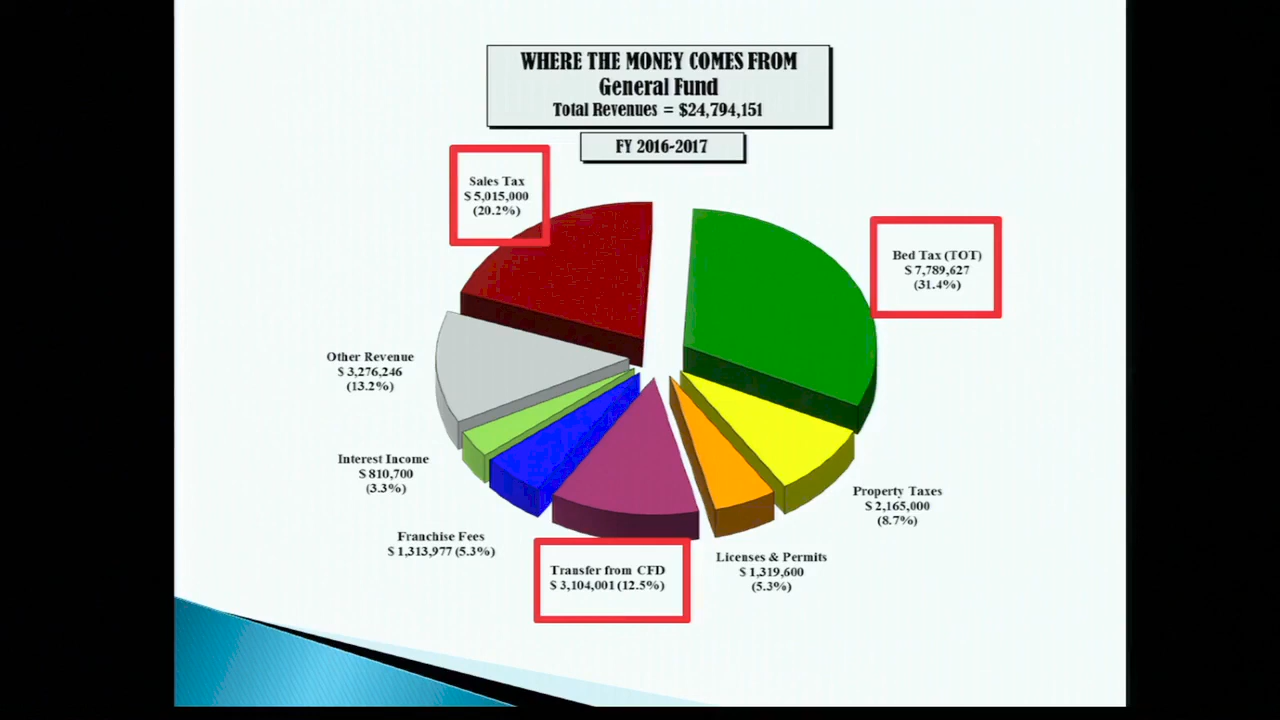 WHERE THE MONEY COMES FROM
General Fund
Total Revenues = $24,794,151
FY 2016-2017
Sales Tax
$ 5,015,000
(20.2%)
Bed Tax (TOT)
$ 7,789,627
(31.4%)
Other Revenue
$ 3,276,246
(13.2%)
Interest Income
$ 810,700
(3.3%)
Property Taxes
$ 2,165,000
(8.7%)
Franchise Fees
$ 1,313,977 (5.3%)
Transfer from CFD
$ 3,104,001 (12.5%)
Licenses & Permits
$ 1,319,600
(5.3%)